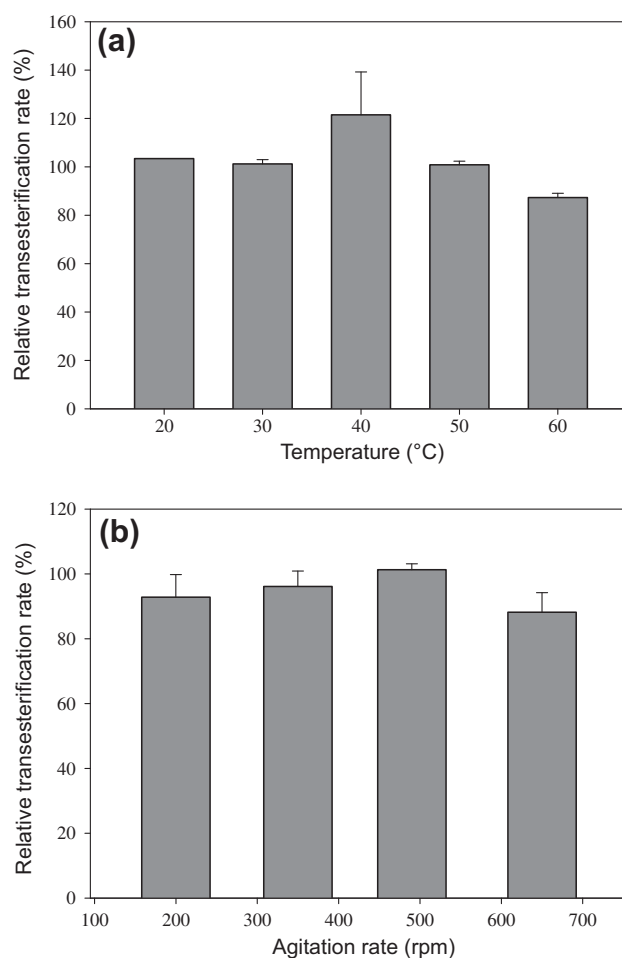 (a)
Relative transesterification rate (%)
160
140
120
100
80
60
40
20
0
20 30 40 50 60
Temperature (°C)
(b)
Relative transesterification rate (%)
120
100
80
60
40
20
0
100 200 300 400 500 600 700
Agitation rate (rpm)